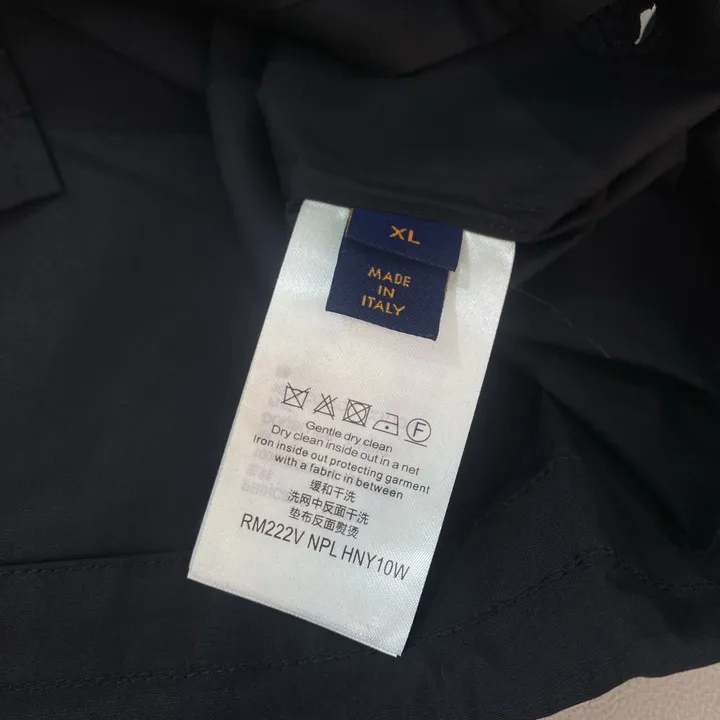 XL
MADE
IN
ITALY
F
Gentle dry clean
Dry clean inside out in a net
Iron inside out protecting garment
with a fabric in between
缓和干洗
洗网中反面干洗
垫布反面熨烫
RM222V NPL HNY10W